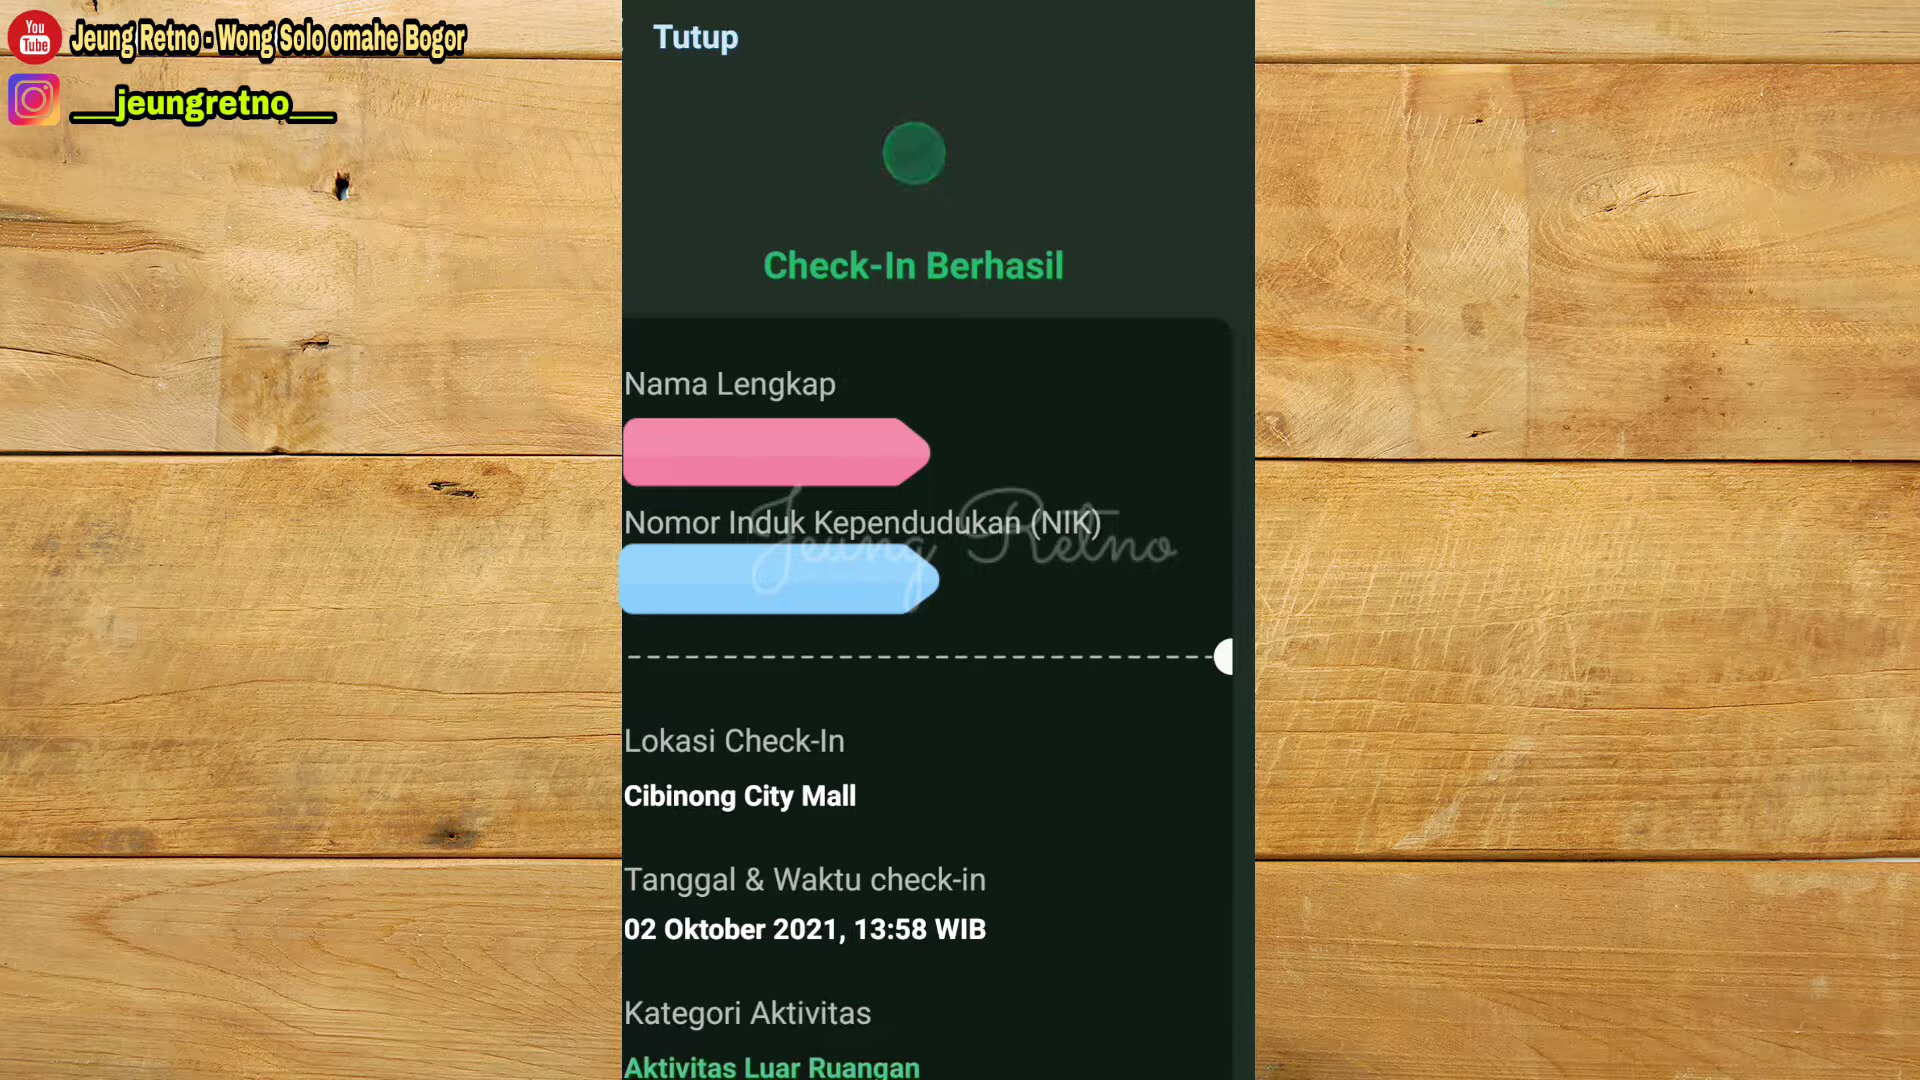 You
Tube
Jeung Retno - Wong Solo omahe Bogor
___jeungretno___
Tutup
Check-In Berhasil
Nama Lengkap
Nomor Induk Kependudukan (NIK)
Jeung Retno
Lokasi Check-In
Cibinong City Mall
Tanggal & Waktu check-in
02 Oktober 2021, 13:58 WIB
Kategori Aktivitas
Aktivitas Luar Ruangan